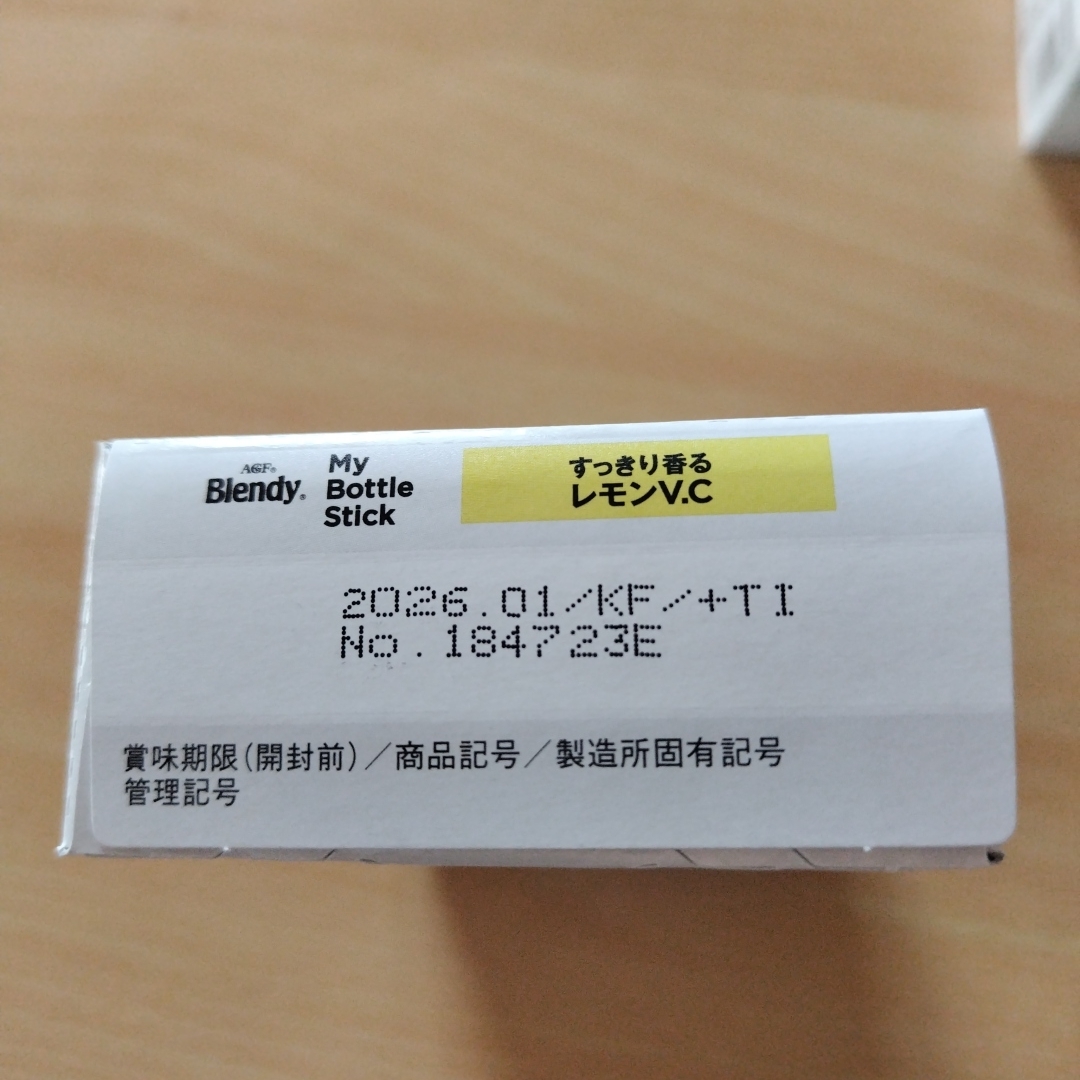 AGF®
Blendy®
My
Bottle
Stick
すっきり香る
レモンV.C
2026.01/KF/+TI
No.184723E
賞味期限(開封前)/商品記号/製造所固有記号
管理記号